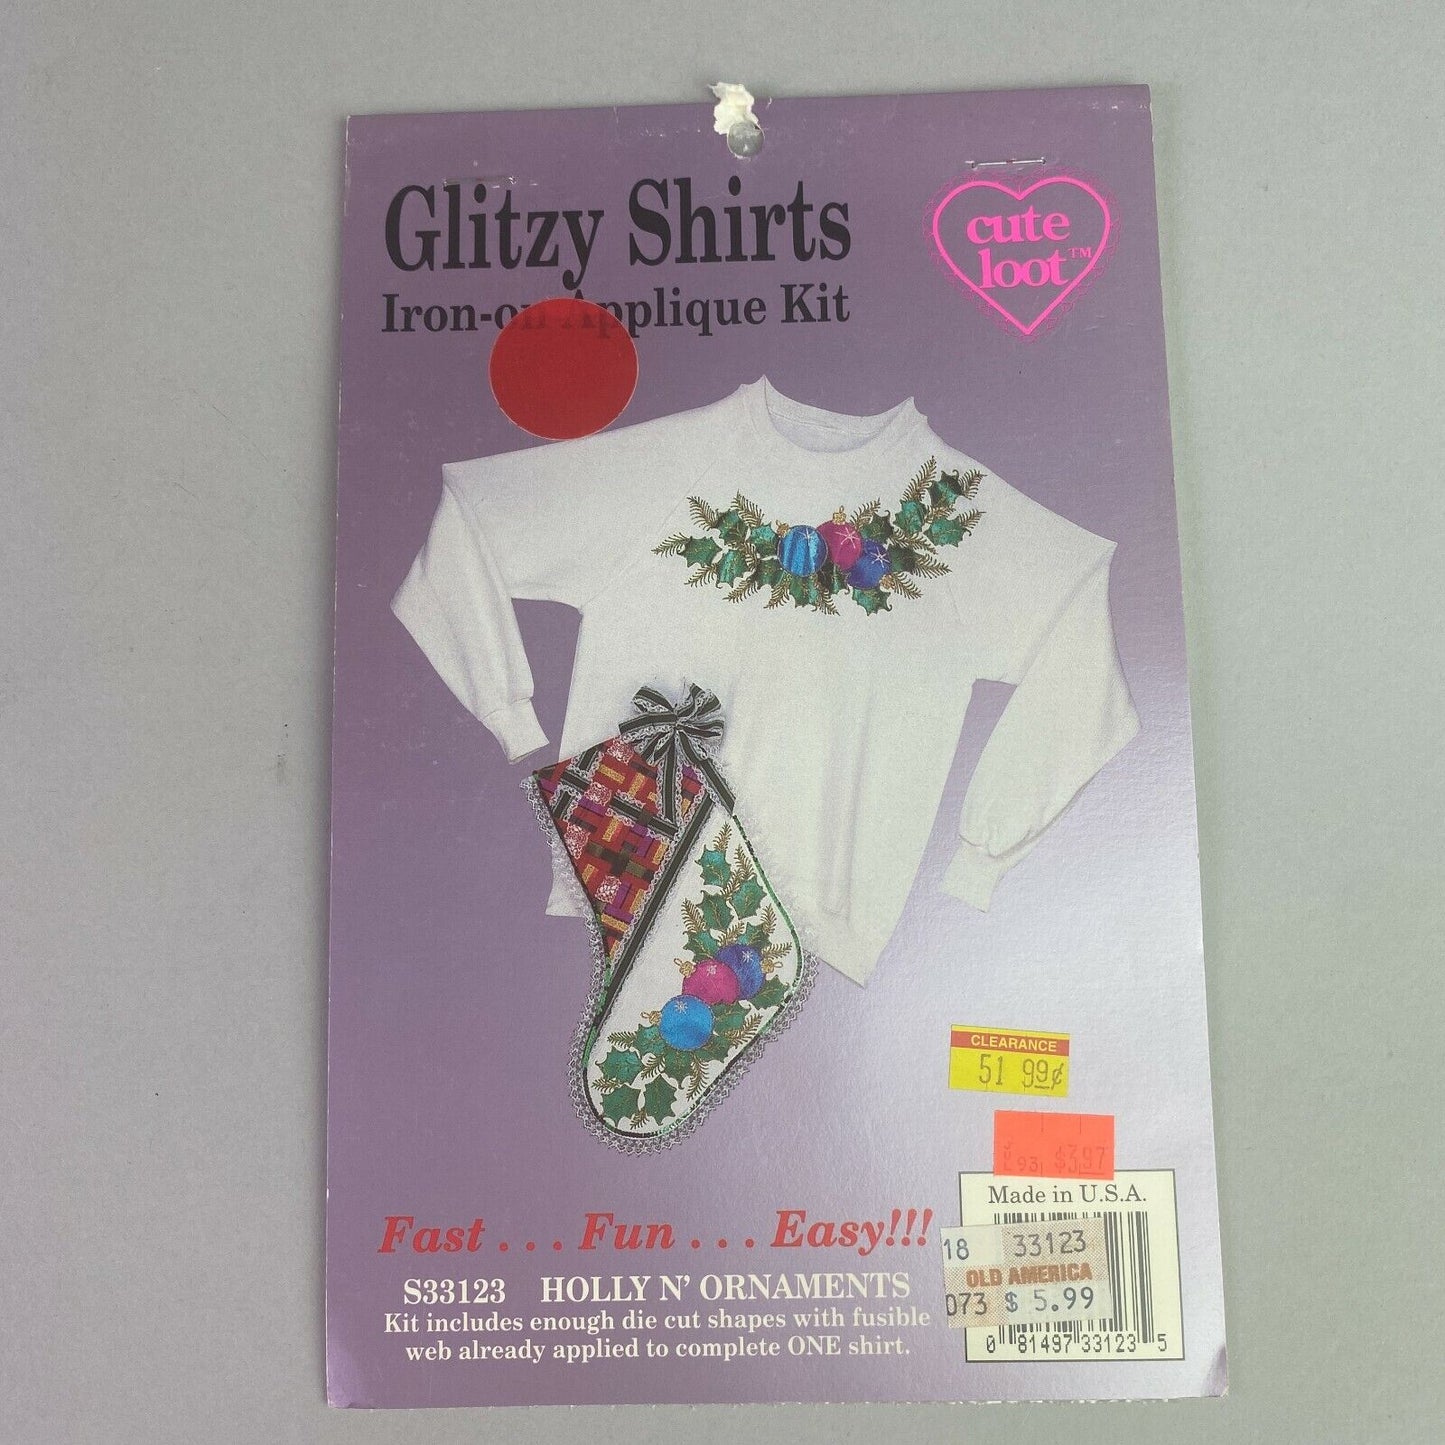 Glitzy Shirts
Iron-on Applique Kit
cute
loot™
CLEARANCE
51 99¢
93 $3.97
Made in U.S.A.
18 33123
OLD AMERICA
073 $ 5.99
0 81497 33123 5
Fast . . . Fun . . . Easy!!!
S33123 HOLLY N' ORNAMENTS
Kit includes enough die cut shapes with fusible
web already applied to complete ONE shirt.